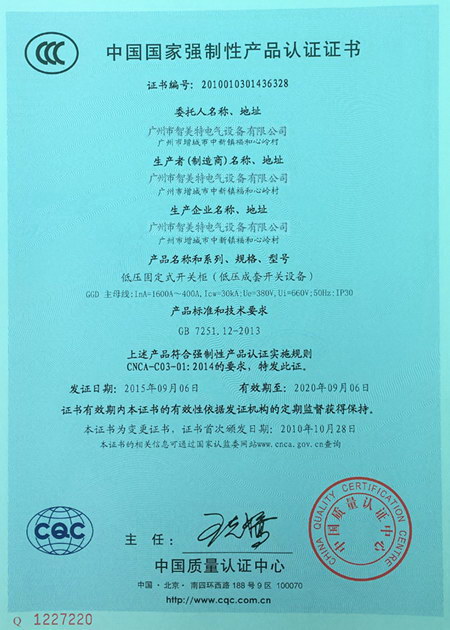 CCC
中国国家强制性产品认证证书
证书编号：2010010301436328
委托人名称、地址
广州市智美特电气设备有限公司
广州市增城市中新镇福和心岭村
生产者(制造商)名称、地址
广州市智美特电气设备有限公司
广州市增城市中新镇福和心岭村
生产企业名称、地址
广州市智美特电气设备有限公司
广州市增城市中新镇福和心岭村
产品名称和系列、规格、型号
低压固定式开关柜（低压成套开关设备）
GGD 主母线:InA=1600A～400A,Icw=30kA;Ue=380V,Ui=660V;50Hz;IP30
产品标准和技术要求
GB 7251.12-2013
上述产品符合强制性产品认证实施规则
CNCA-C03-01:2014的要求，特发此证。
发证日期：2015年09月06日 有效期至：2020年09月06日
证书有效期内本证书的有效性依据发证机构的定期监督获得保持。
本证书为变更证书，证书首次颁发日期：2010年10月28日
本证书的相关信息可通过国家认监委网站www.cnca.gov.cn查询
CHINA QUALITY CERTIFICATION CENTRE
中国质量认证中心
CQC
主任：
中国质量认证中心
中国·北京·南四环西路188号9区 100070
http://www.cqc.com.cn
Q 1227220